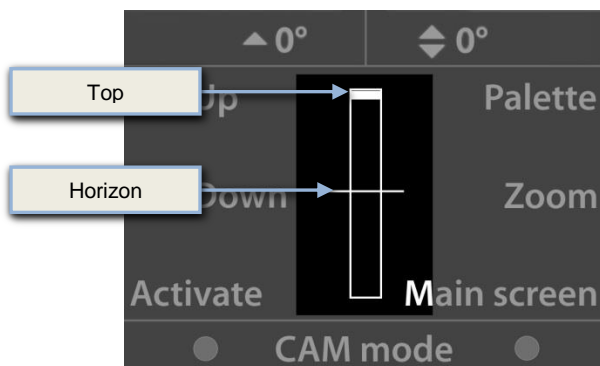 0° 0°
Top Up Palette
Horizon Down Zoom
Activate Main screen
CAM mode